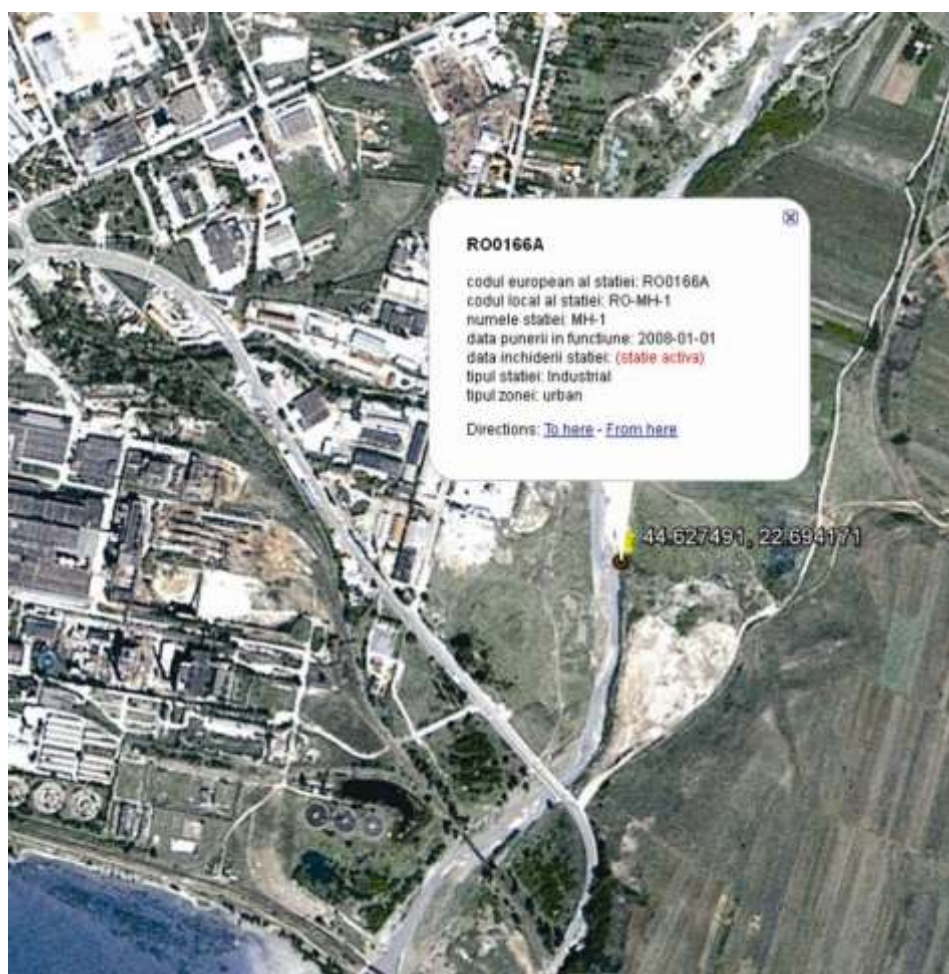 RO0166A
codul european al statiei: RO0166A
codul local al statiei: RO-MH-1
numele statiei: MH-1
data punerii in functiune: 2008-01-01
data inchiderii statiei: (statie activa)
tipul statiei: Industrial
tipul zonei: urban
Directions: To here - From here
44.627491, 22.694171